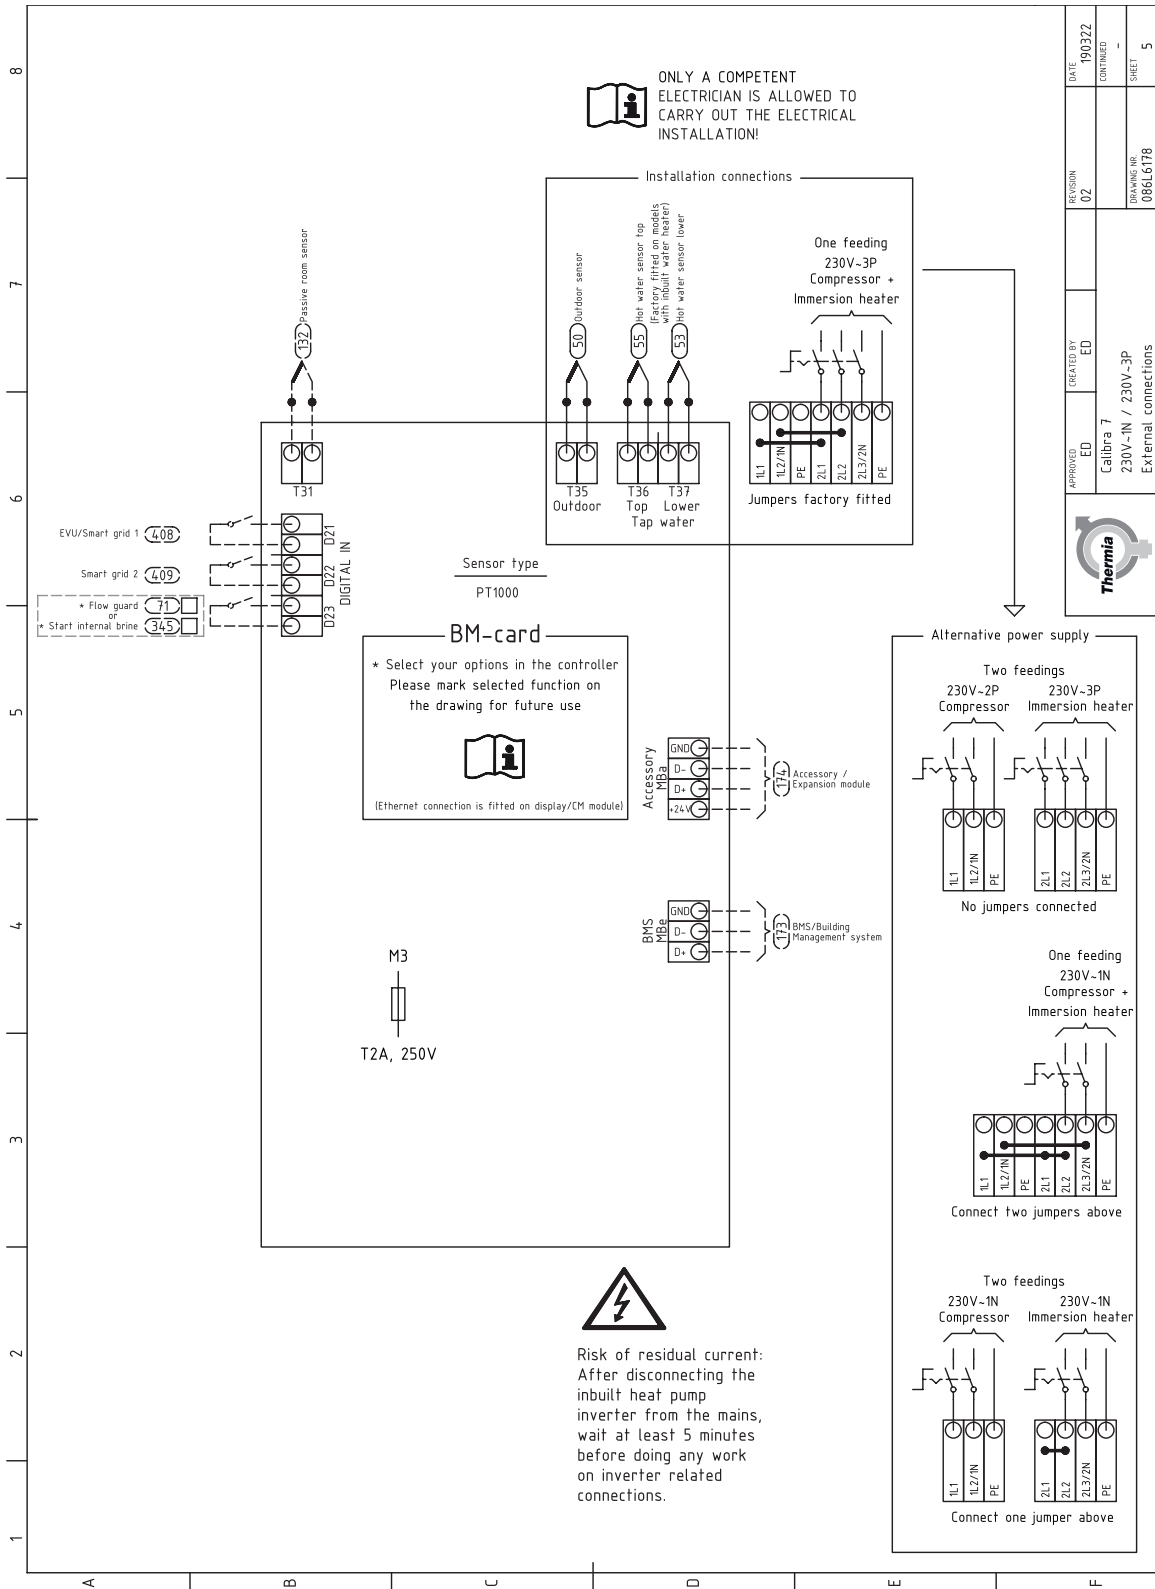 8
7
6
5
4
3
2
1
A
B
C
D
E
F
ONLY A COMPETENT
ELECTRICIAN IS ALLOWED TO
CARRY OUT THE ELECTRICAL
INSTALLATION!
DATE
190322
CONTINUED
-
SHEET
5
REVISION
02
DRAWING NR.
086L6178
CREATED BY
ED
APPROVED
ED
Calibra 7
230V~1N / 230V~3P
External connections
Thermia
Installation connections
132
Passive room sensor
50
Outdoor sensor
55
Hot water sensor top
(Factory fitted on models
with inbuilt water heater)
53
Hot water sensor lower
One feeding
230V~3P
Compressor +
Immersion heater
1L1
1L2/1N
PE
2L1
2L2
2L3/2N
PE
Jumpers factory fitted
T31
T35
Outdoor
T36
Top
T37
Lower
Tap water
EVU/Smart grid 1
408
Smart grid 2
409
* Flow guard
71
or
* Start internal brine
345
D21
D22
D23
DIGITAL IN
Sensor type
PT1000
BM-card
* Select your options in the controller
Please mark selected function on
the drawing for future use
(Ethernet connection is fitted on display/CM module)
Accessory
MBa
GND
D-
D+
+24V
174
Accessory /
Expansion module
BMS
MBe
GND
D-
D+
173
BMS/Building
Management system
M3
T2A, 250V
Alternative power supply
Two feedings
230V~2P
Compressor
230V~3P
Immersion heater
1L1
1L2/1N
PE
2L1
2L2
2L3/2N
PE
No jumpers connected
One feeding
230V~1N
Compressor +
Immersion heater
1L1
1L2/1N
PE
2L1
2L2
2L3/2N
PE
Connect two jumpers above
Two feedings
230V~1N
Compressor
230V~1N
Immersion heater
1L1
1L2/1N
PE
2L1
2L2
2L3/2N
PE
Connect one jumper above
Risk of residual current:
After disconnecting the
inbuilt heat pump
inverter from the mains,
wait at least 5 minutes
before doing any work
on inverter related
connections.